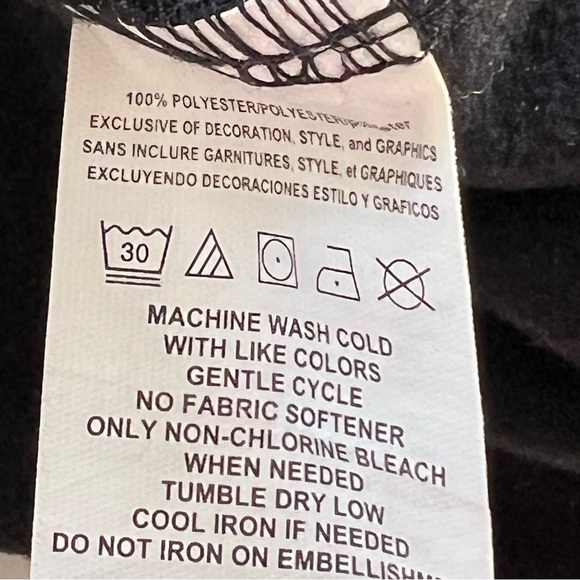 100% POLYESTER/POLYESTER/polyester
EXCLUSIVE OF DECORATION, STYLE, and GRAPHICS
SANS INCLURE GARNITURES, STYLE, et GRAPHIQUES
EXCLUYENDO DECORACIONES ESTILO Y GRAFICOS
30
MACHINE WASH COLD
WITH LIKE COLORS
GENTLE CYCLE
NO FABRIC SOFTENER
ONLY NON-CHLORINE BLEACH
WHEN NEEDED
TUMBLE DRY LOW
COOL IRON IF NEEDED
DO NOT IRON ON